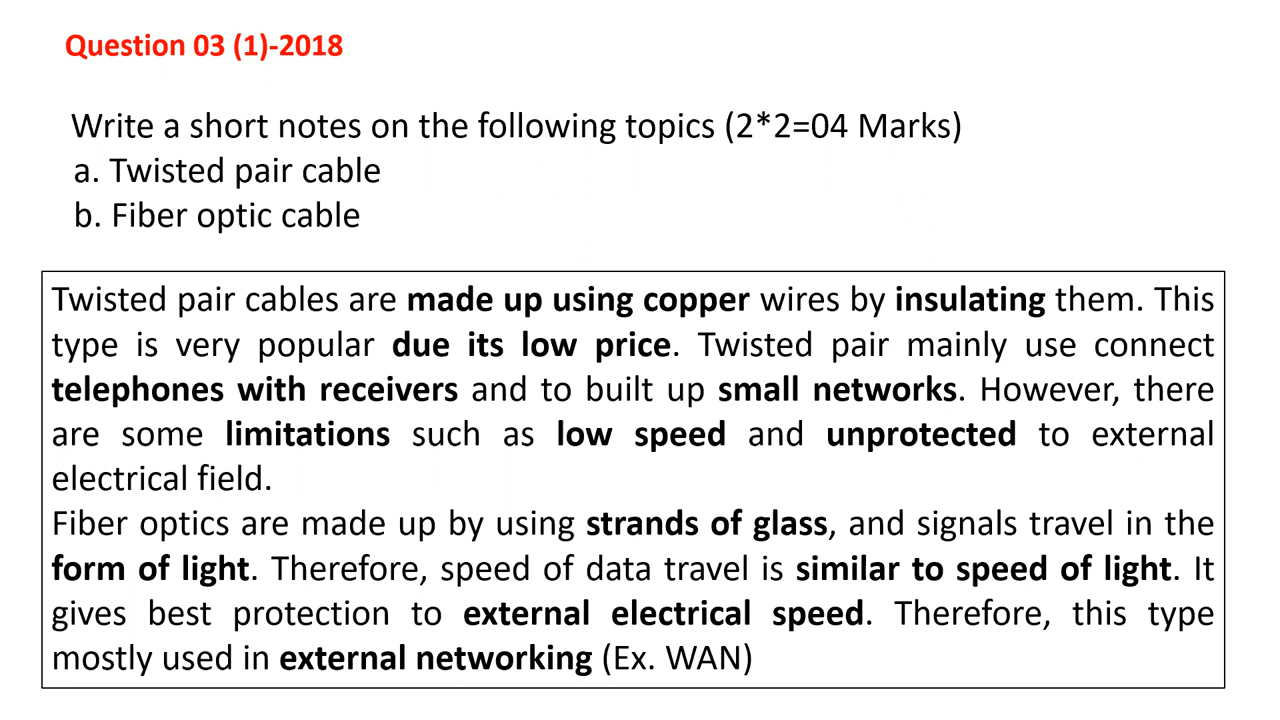 Question 03 (1)-2018
Write a short notes on the following topics (2*2=04 Marks)
a. Twisted pair cable
b. Fiber optic cable
Twisted pair cables are made up using copper wires by insulating them. This
type is very popular due its low price. Twisted pair mainly use connect
telephones with receivers and to built up small networks. However, there
are some limitations such as low speed and unprotected to external
electrical field.
Fiber optics are made up by using strands of glass, and signals travel in the
form of light. Therefore, speed of data travel is similar to speed of light. It
gives best protection to external electrical speed. Therefore, this type
mostly used in external networking (Ex. WAN)